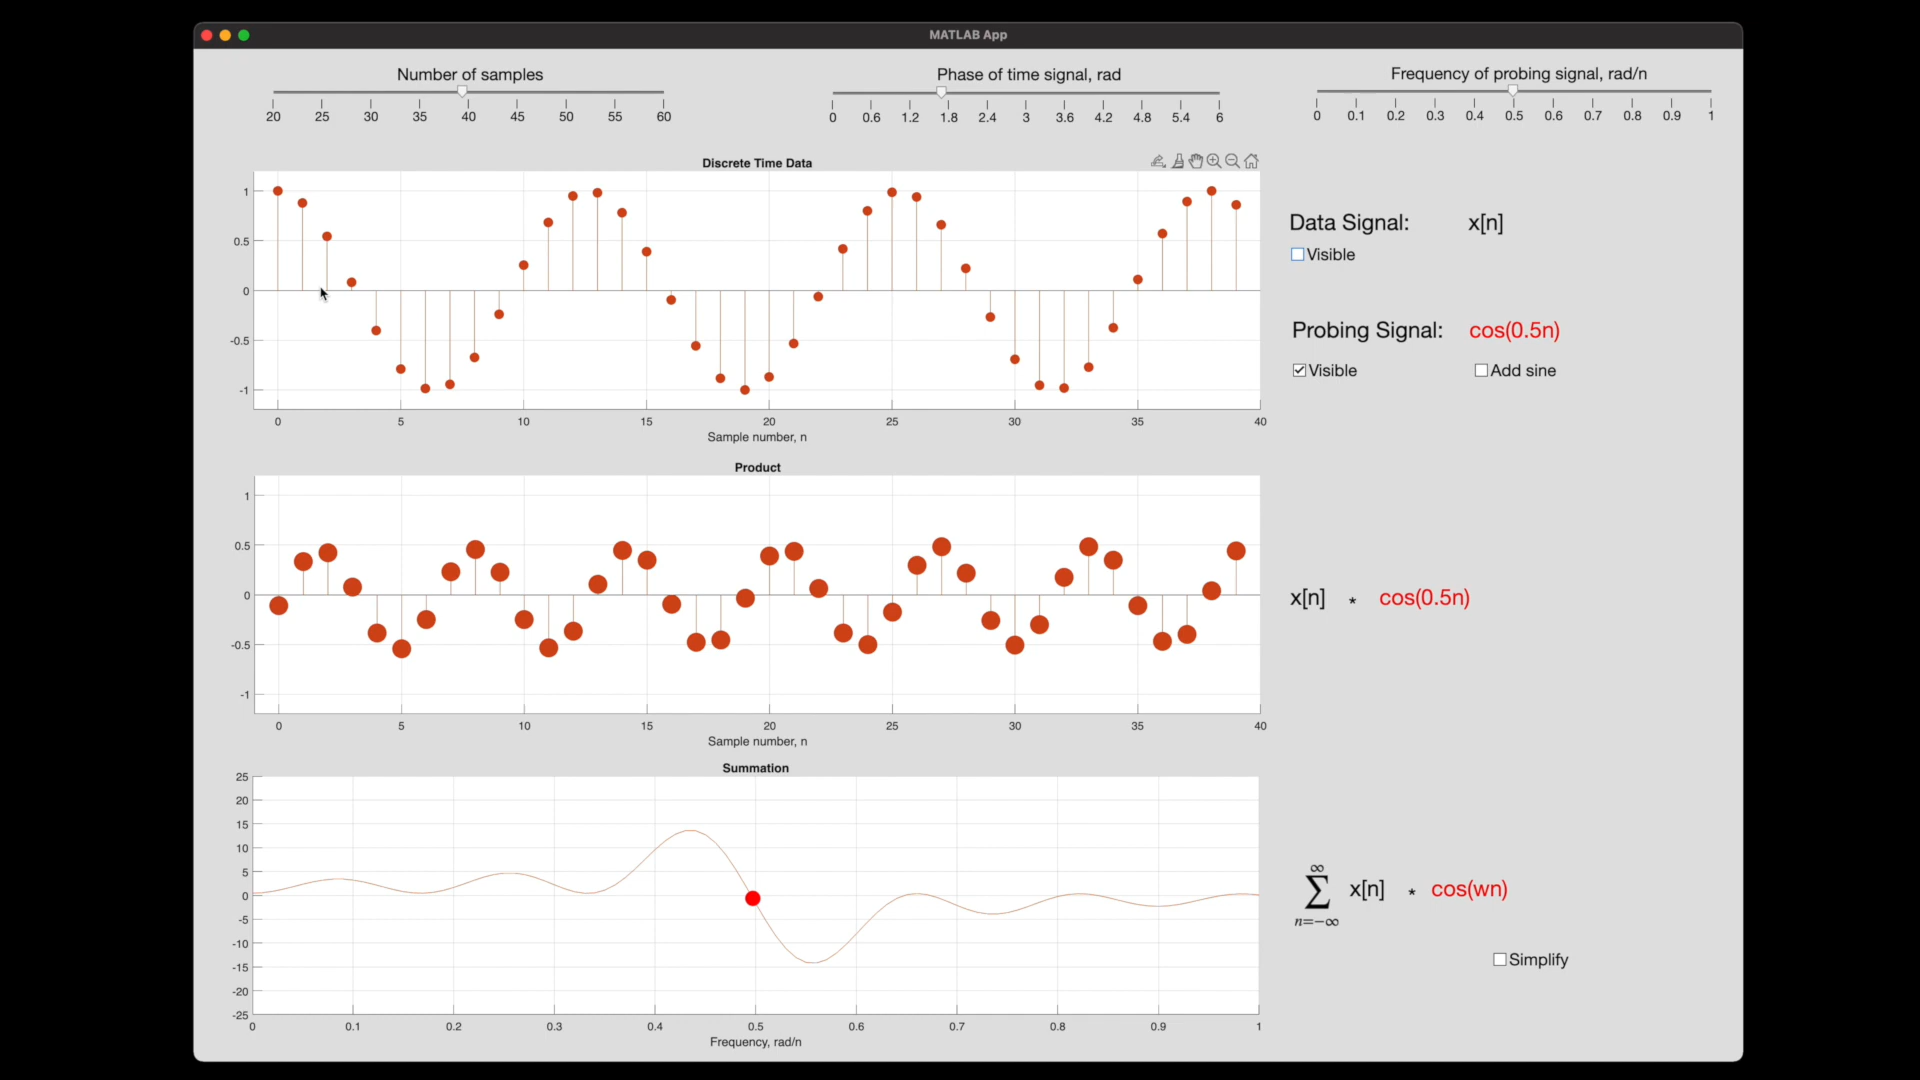 MATLAB App
Number of samples
20 25 30 35 40 45 50 55 60
Phase of time signal, rad
0 0.6 1.2 1.8 2.4 3 3.6 4.2 4.8 5.4 6
Frequency of probing signal, rad/n
0 0.1 0.2 0.3 0.4 0.5 0.6 0.7 0.8 0.9 1
Discrete Time Data
1
0.5
0
-0.5
-1
0 5 10 15 20 25 30 35 40
Sample number, n
Data Signal: x[n]
Visible
Probing Signal: cos(0.5n)
Visible Add sine
Product
1
0.5
0
-0.5
-1
0 5 10 15 20 25 30 35 40
Sample number, n
x[n] * cos(0.5n)
Summation
25
20
15
10
5
0
-5
-10
-15
-20
-25
0 0.1 0.2 0.3 0.4 0.5 0.6 0.7 0.8 0.9 1
Frequency, rad/n
∞
∑ x[n] * cos(wn)
n=−∞
Simplify